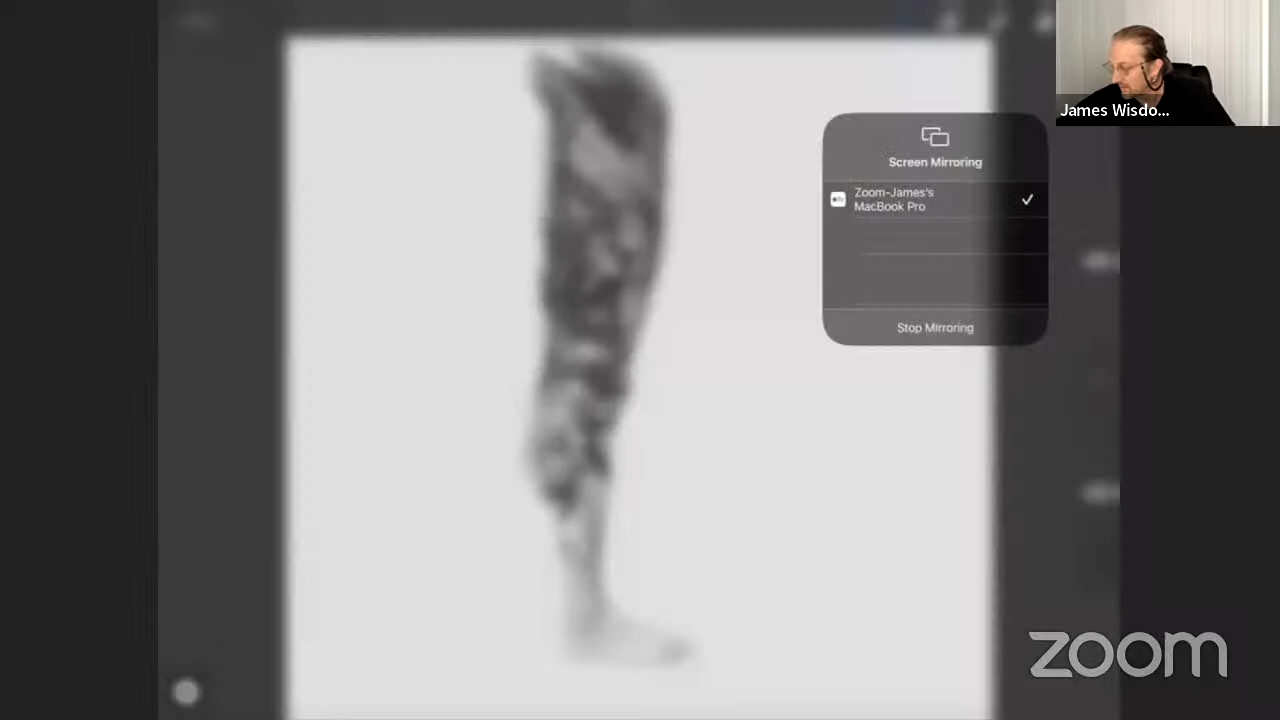 James Wisdo...
Screen Mirroring
Zoom-James's
MacBook Pro
Stop Mirroring
zoom